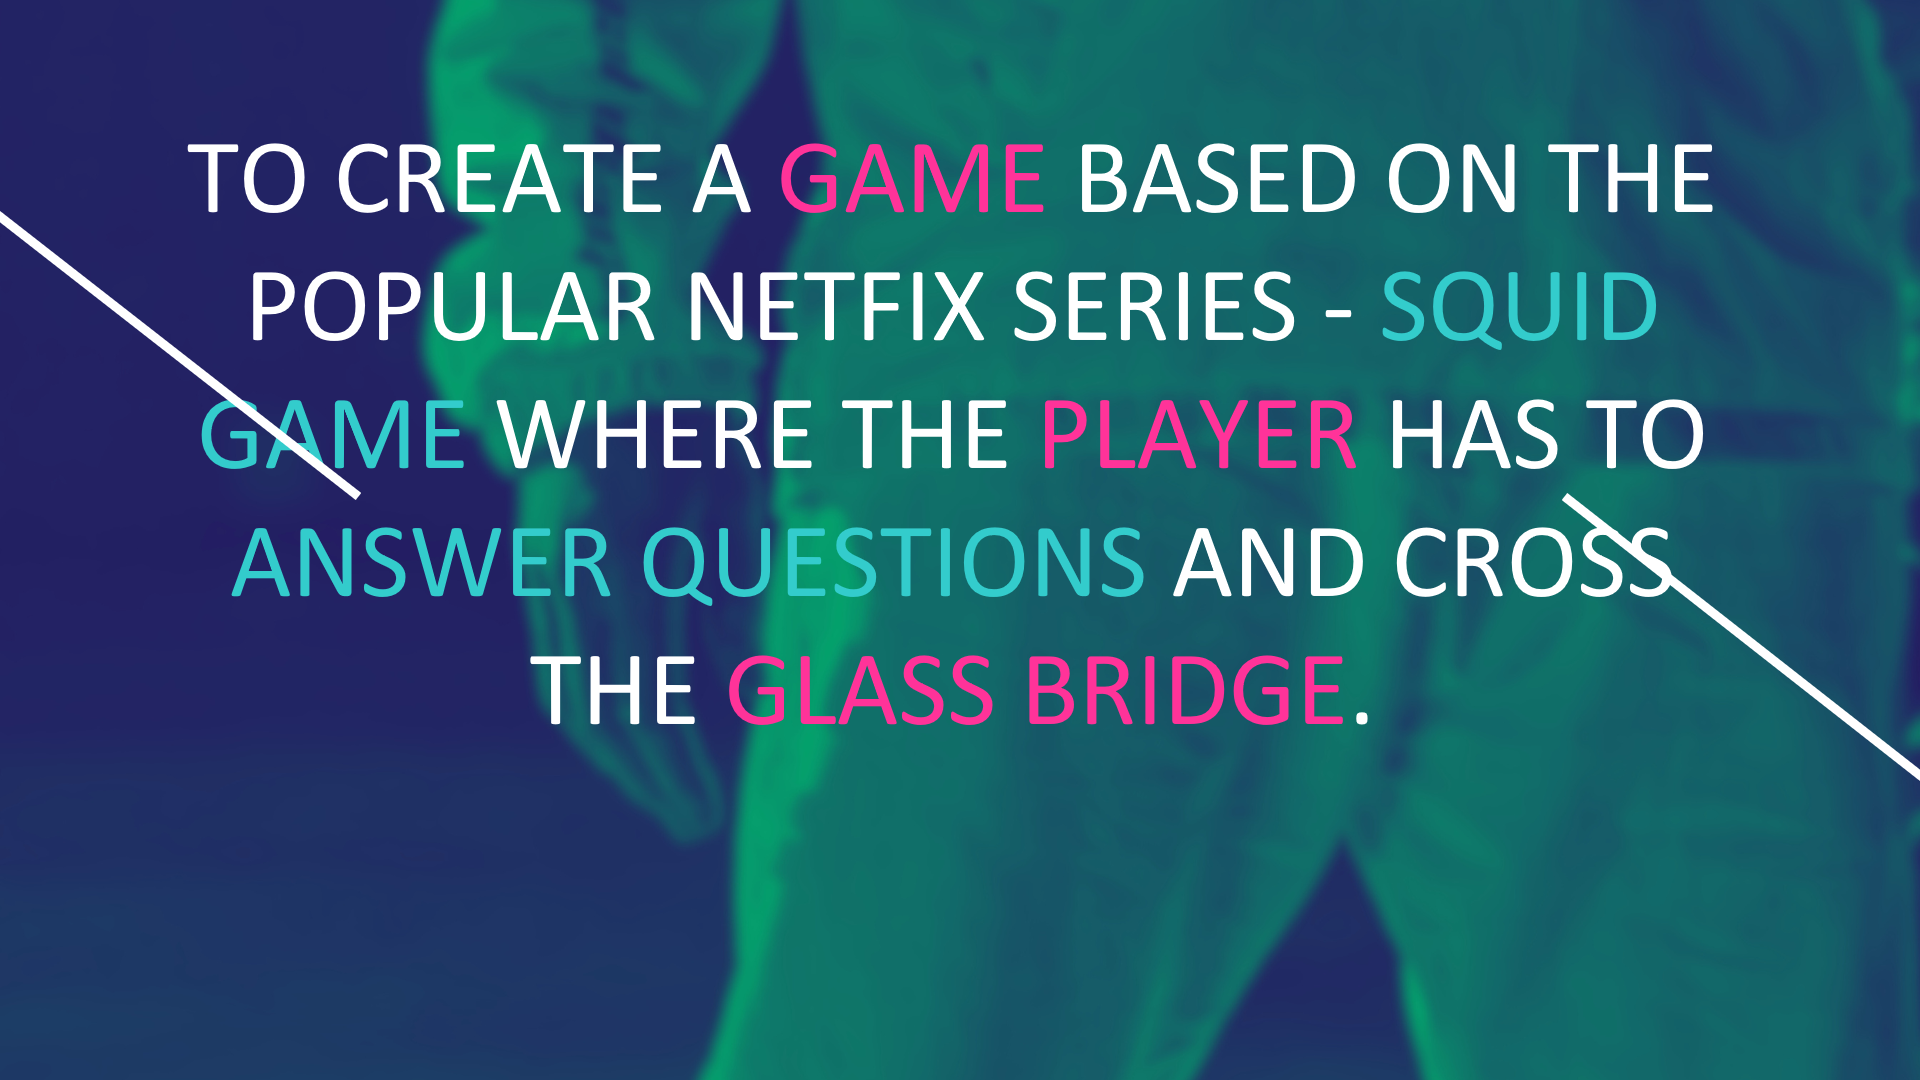 TO CREATE A GAME BASED ON THE
POPULAR NETFIX SERIES - SQUID
GAME WHERE THE PLAYER HAS TO
ANSWER QUESTIONS AND CROSS
THE GLASS BRIDGE.